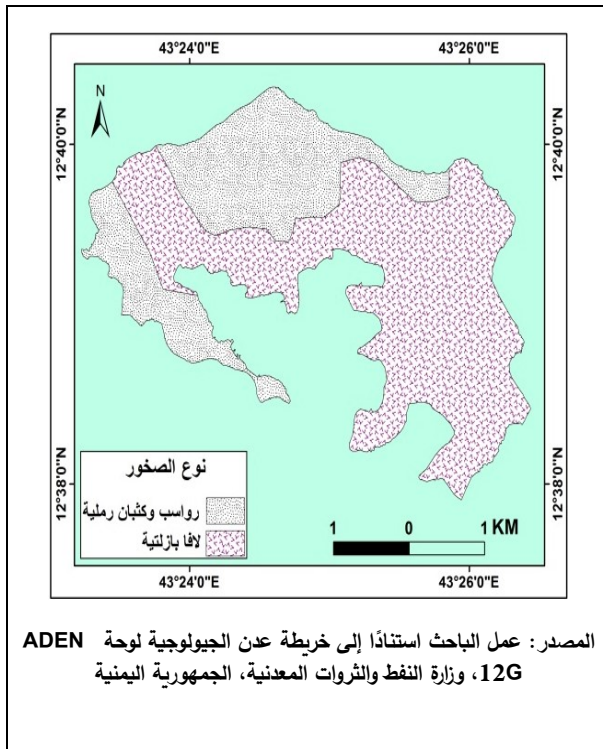 43°24'0"E 43°26'0"E
N
12°40'0"N 12°40'0"N
12°38'0"N 12°38'0"N
نوع الصخور
رواسب وكثبان رملية
لافا بازلتية
1 0 1 KM
43°24'0"E 43°26'0"E
المصدر: عمل الباحث استنادًا إلى خريطة عدن الجيولوجية لوحة ADEN
12G، وزارة النفط والثروات المعدنية، الجمهورية اليمنية